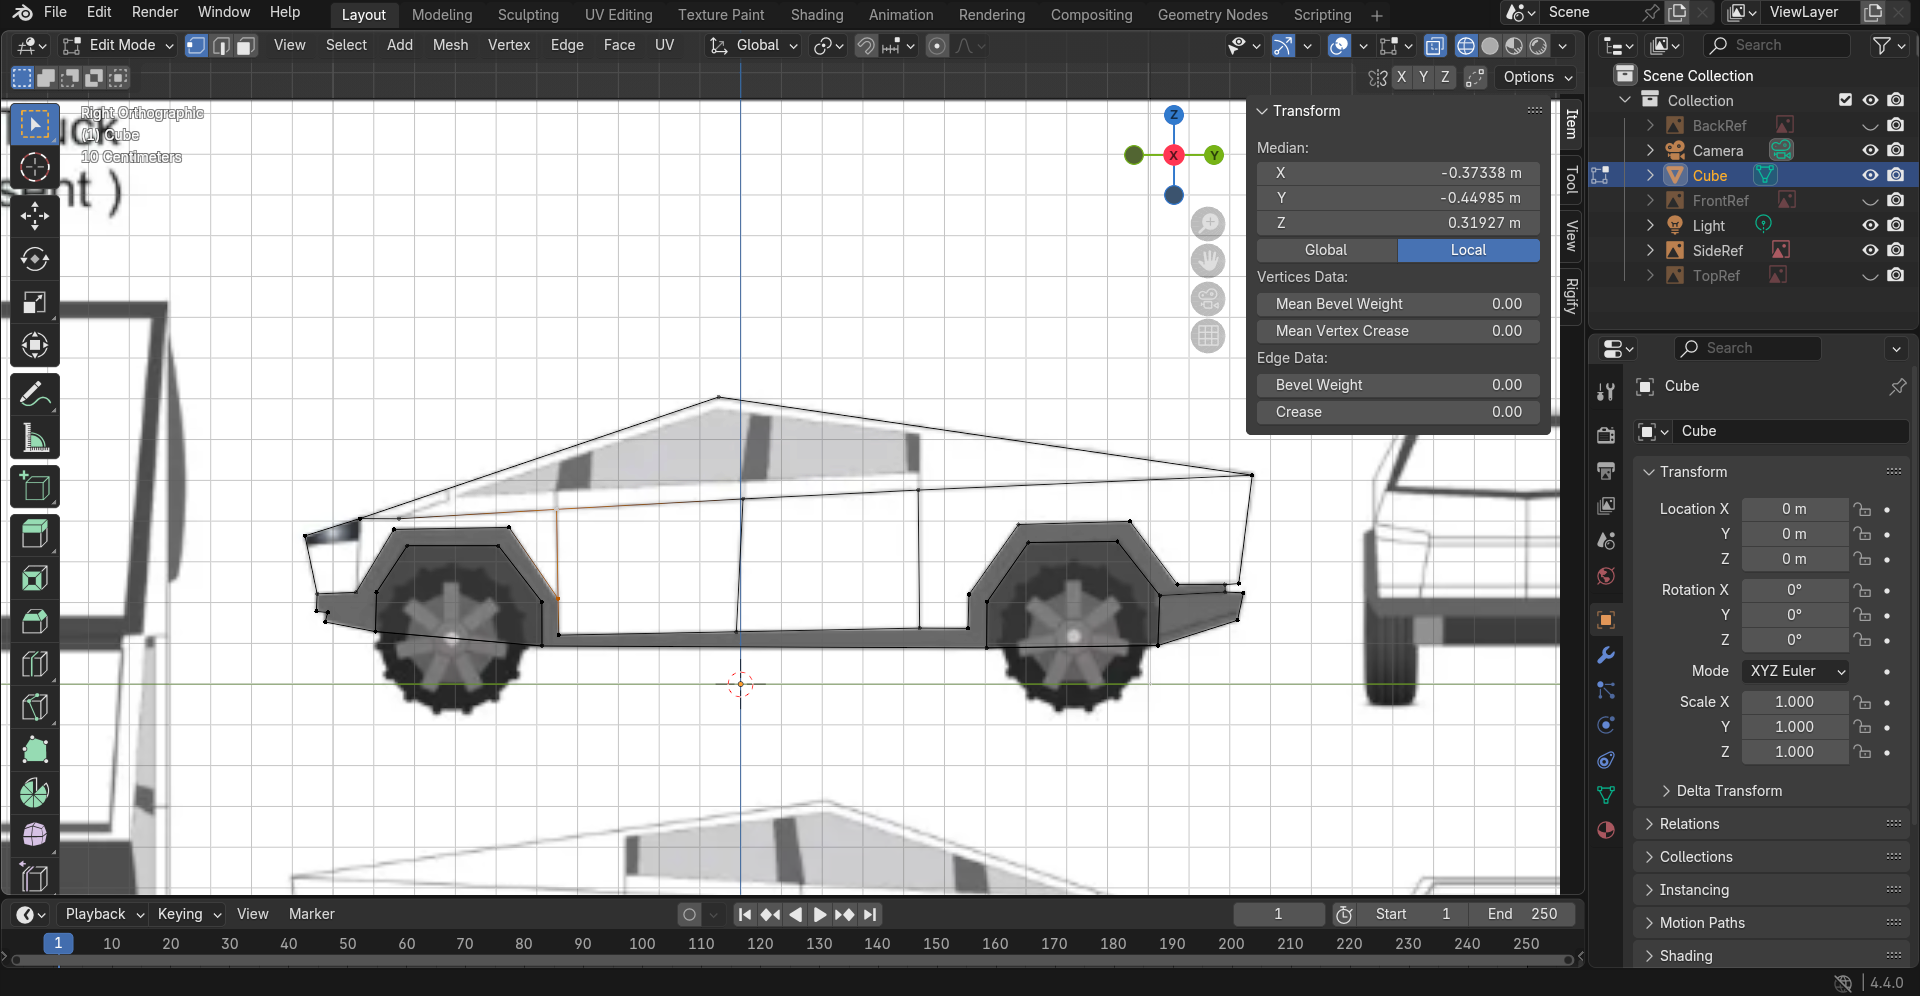 File Edit Render Window Help Layout Modeling Sculpting UV Editing Texture Paint Shading Animation Rendering Compositing Geometry Nodes Scripting + Scene ViewLayer
Edit Mode View Select Add Mesh Vertex Edge Face UV Global Search
X Y Z Options
Right Orthographic
(1) Cube
10 Centimeters
Z
X
Y
Transform
Median:
X -0.37338 m
Y -0.44985 m
Z 0.31927 m
Global Local
Vertices Data:
Mean Bevel Weight 0.00
Mean Vertex Crease 0.00
Edge Data:
Bevel Weight 0.00
Crease 0.00
Item
Tool
View
Rigify
Scene Collection
Collection
BackRef
Camera
Cube
FrontRef
Light
SideRef
TopRef
Search
Cube
Cube
Transform
Location X 0 m
Y 0 m
Z 0 m
Rotation X 0°
Y 0°
Z 0°
Mode XYZ Euler
Scale X 1.000
Y 1.000
Z 1.000
Delta Transform
Relations
Collections
Instancing
Motion Paths
Shading
Playback Keying View Marker 1 Start 1 End 250
1 10 20 30 40 50 60 70 80 90 100 110 120 130 140 150 160 170 180 190 200 210 220 230 240 250
4.4.0